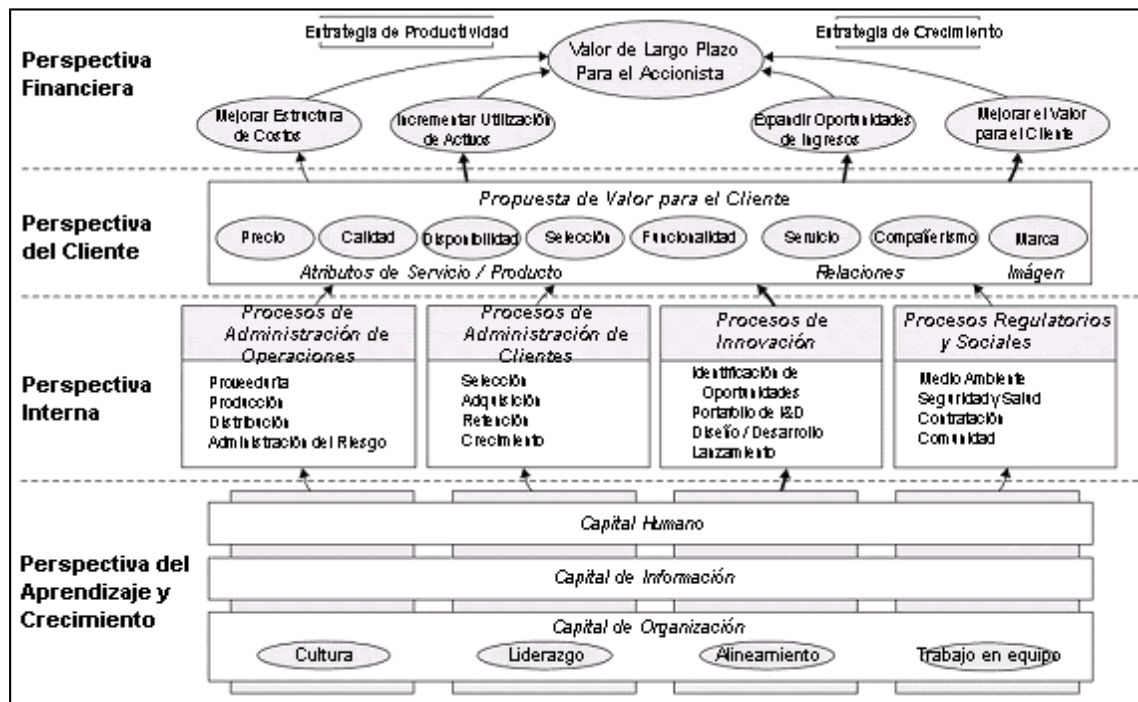 Estrategia de Productividad
Estrategia de Crecimiento
Valor de Largo Plazo
Para el Accionista
Perspectiva
Financiera
Mejorar Estructura
de Costos
Incrementar Utilización
de Activos
Expandir Oportunidades
de Ingresos
Mejorar el Valor
para el Cliente
Perspectiva
del Cliente
Propuesta de Valor para el Cliente
Precio
Calidad
Disponibilidad
Selección
Funcionalidad
Servicio
Compañerismo
Marca
Atributos de Servicio / Producto
Relaciones
Imágen
Perspectiva
Interna
Procesos de
Administración de
Operaciones
Proveeduría
Producción
Distribución
Administración del Riesgo
Procesos de
Administración de
Clientes
Selección
Adquisición
Retención
Crecimiento
Procesos de
Innovación
Identificación de
Oportunidades
Portafolio de I&D
Diseño / Desarrollo
Lanzamiento
Procesos Regulatorios
y Sociales
Medio Ambiente
Seguridad y Salud
Contratación
Comunidad
Perspectiva del
Aprendizaje y
Crecimiento
Capital Humano
Capital de Información
Capital de Organización
Cultura
Liderazgo
Alineamiento
Trabajo en equipo